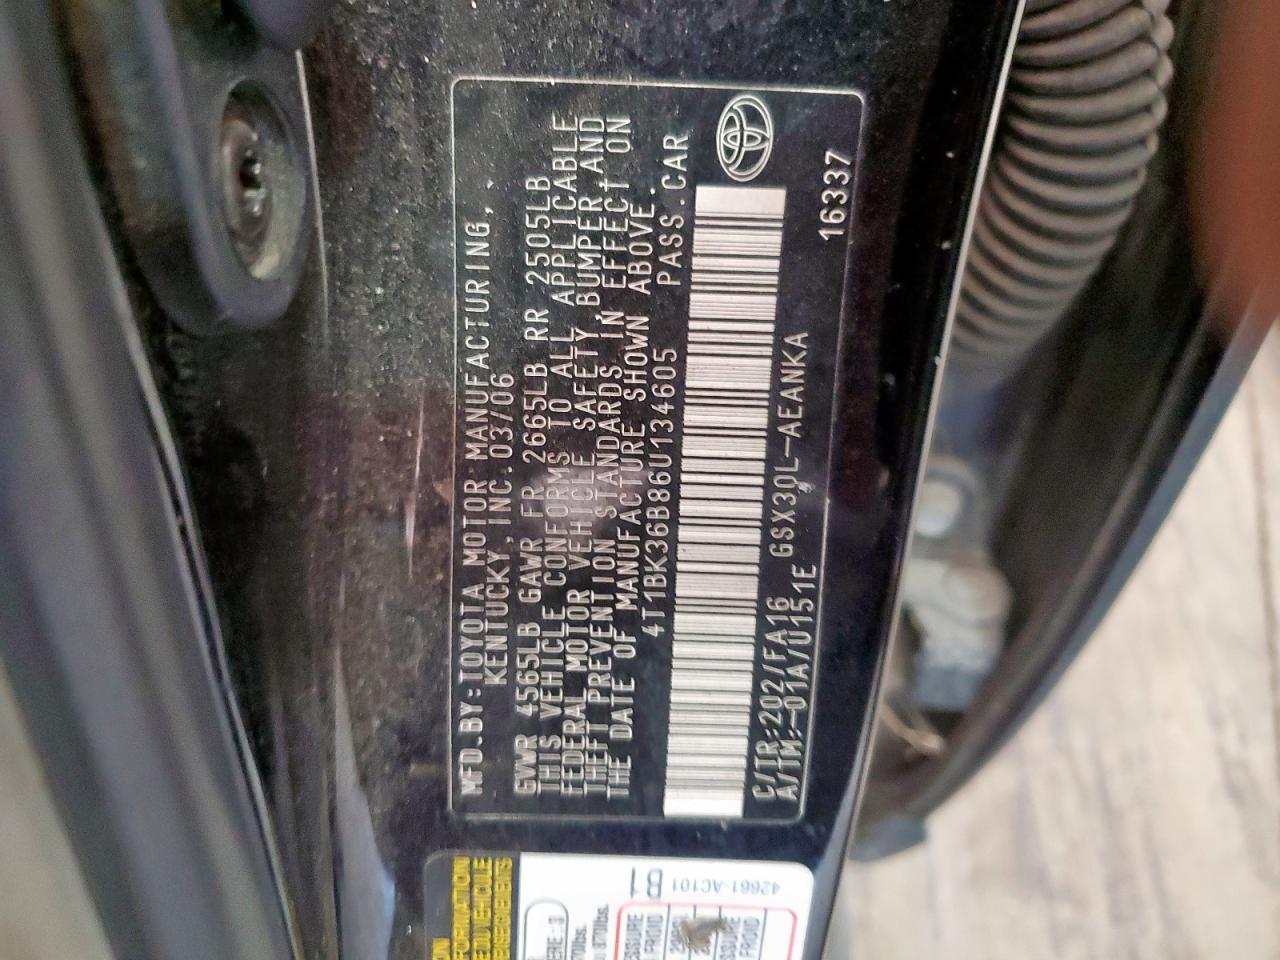 MFD.BY:TOYOTA MOTOR MANUFACTURING,
KENTUCKY,INC.03/06
GVWR 4565LB GAWR FR 2665LB RR 2505LB
THIS VEHICLE CONFORMS TO ALL APPLICABLE
FEDERAL MOTOR VEHICLE SAFETY,BUMPER,AND
THEFT PREVENTION STANDARDS IN EFFECT ON
THE DATE OF MANUFACTURE SHOWN ABOVE.
4T1BK36B86U134605 PASS.CAR
C/TR:202/FA16 GSX30L-AEANKA
A/TM:-01A/U151E 16337
42661-AC101
B1